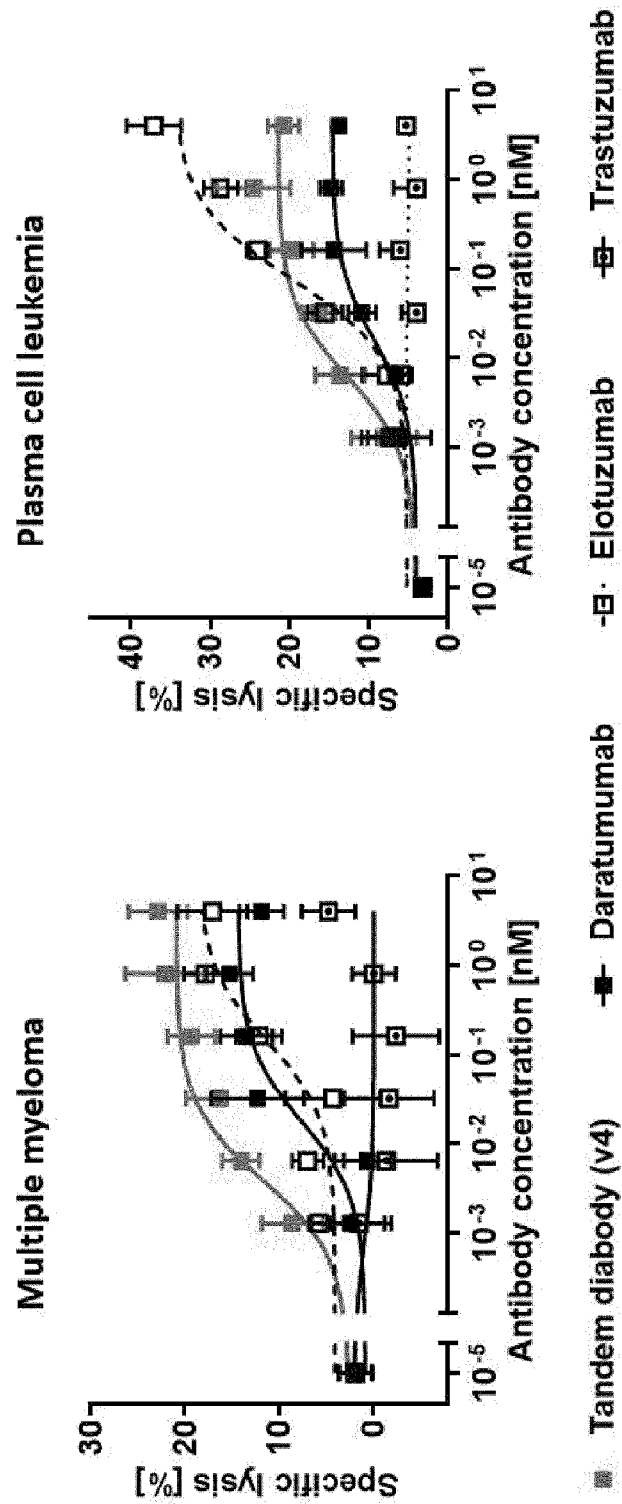 Multiple myeloma
Specific lysis [%]
30
20
10
0
10-5
10-3
10-2
10-1
100
101
Antibody concentration [nM]
Plasma cell leukemia
Specific lysis [%]
40
30
20
10
0
10-5
10-3
10-2
10-1
100
101
Antibody concentration [nM]
Tandem diabody (v4)
Daratumumab
Elotuzumab
Trastuzumab